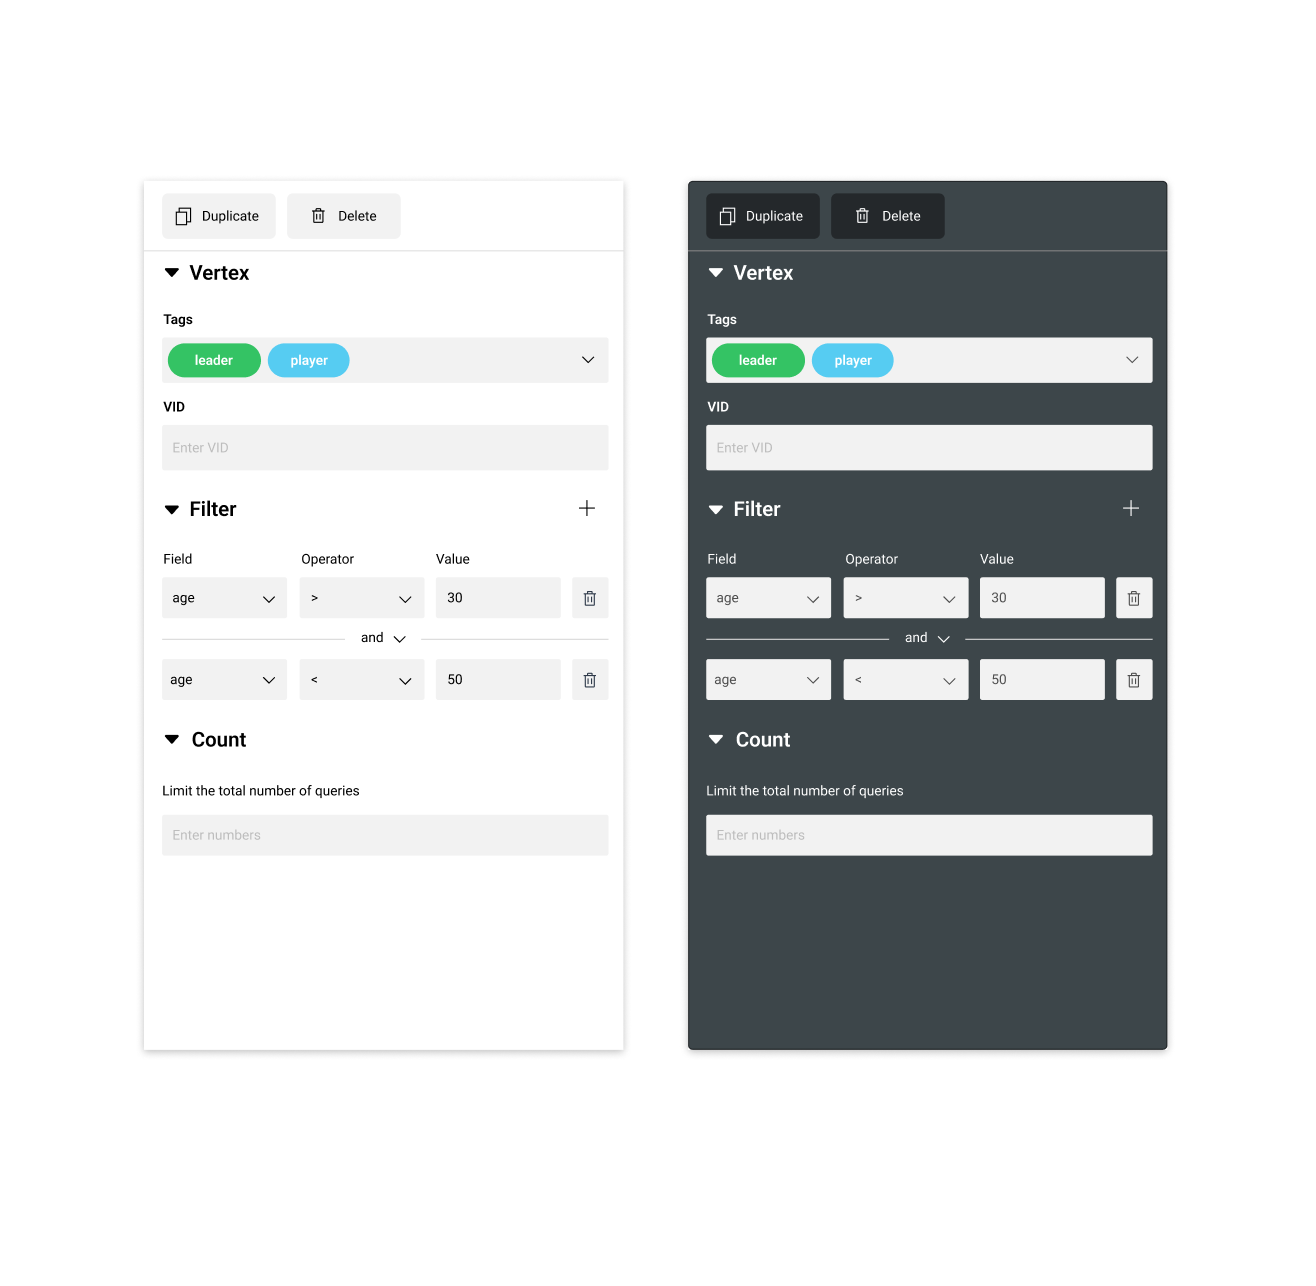 Duplicate Delete
Vertex
Tags
leader player
VID
Enter VID
Filter
Field Operator Value
age > 30
and
age < 50
Count
Limit the total number of queries
Enter numbers
Duplicate Delete
Vertex
Tags
leader player
VID
Enter VID
Filter
Field Operator Value
age > 30
and
age < 50
Count
Limit the total number of queries
Enter numbers